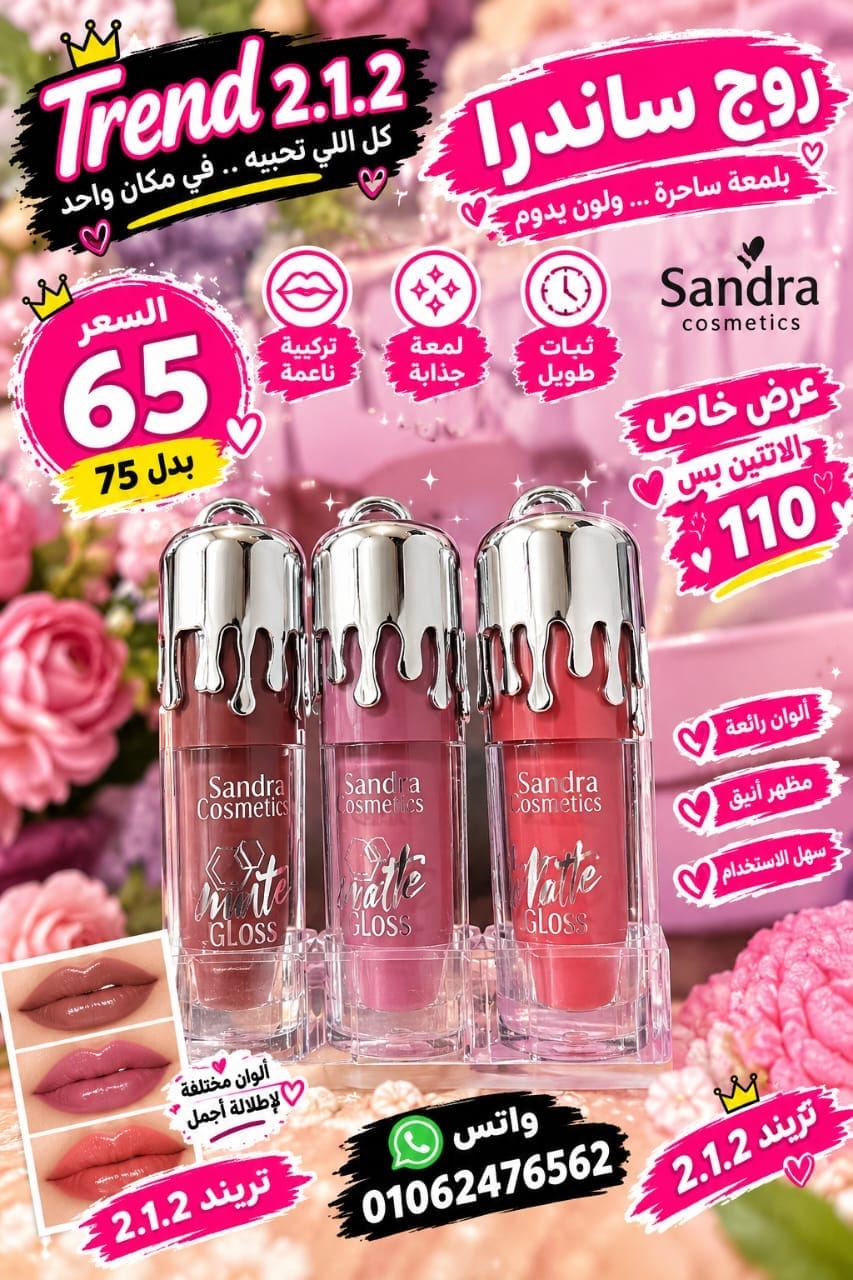 Trend 2.1.2
كل اللي تحبيه .. في مكان واحد
روج ساندرا
بلمعة ساحرة ... ولون يدوم
Sandra
cosmetics
السعر
65
بدل 75
تركيبة
ناعمة
لمعة
جذابة
ثبات
طويل
عرض خاص
الاتنين بس
110
Sandra
Cosmetics
matte
GLOSS
Sandra
Cosmetics
Matte
GLOSS
Sandra
Cosmetics
Matte
GLOSS
ألوان رائعة
مظهر أنيق
سهل الاستخدام
ألوان مختلفة
لإطلالة أجمل
تريند 2.1.2
واتس
01062476562
تريند 2.1.2